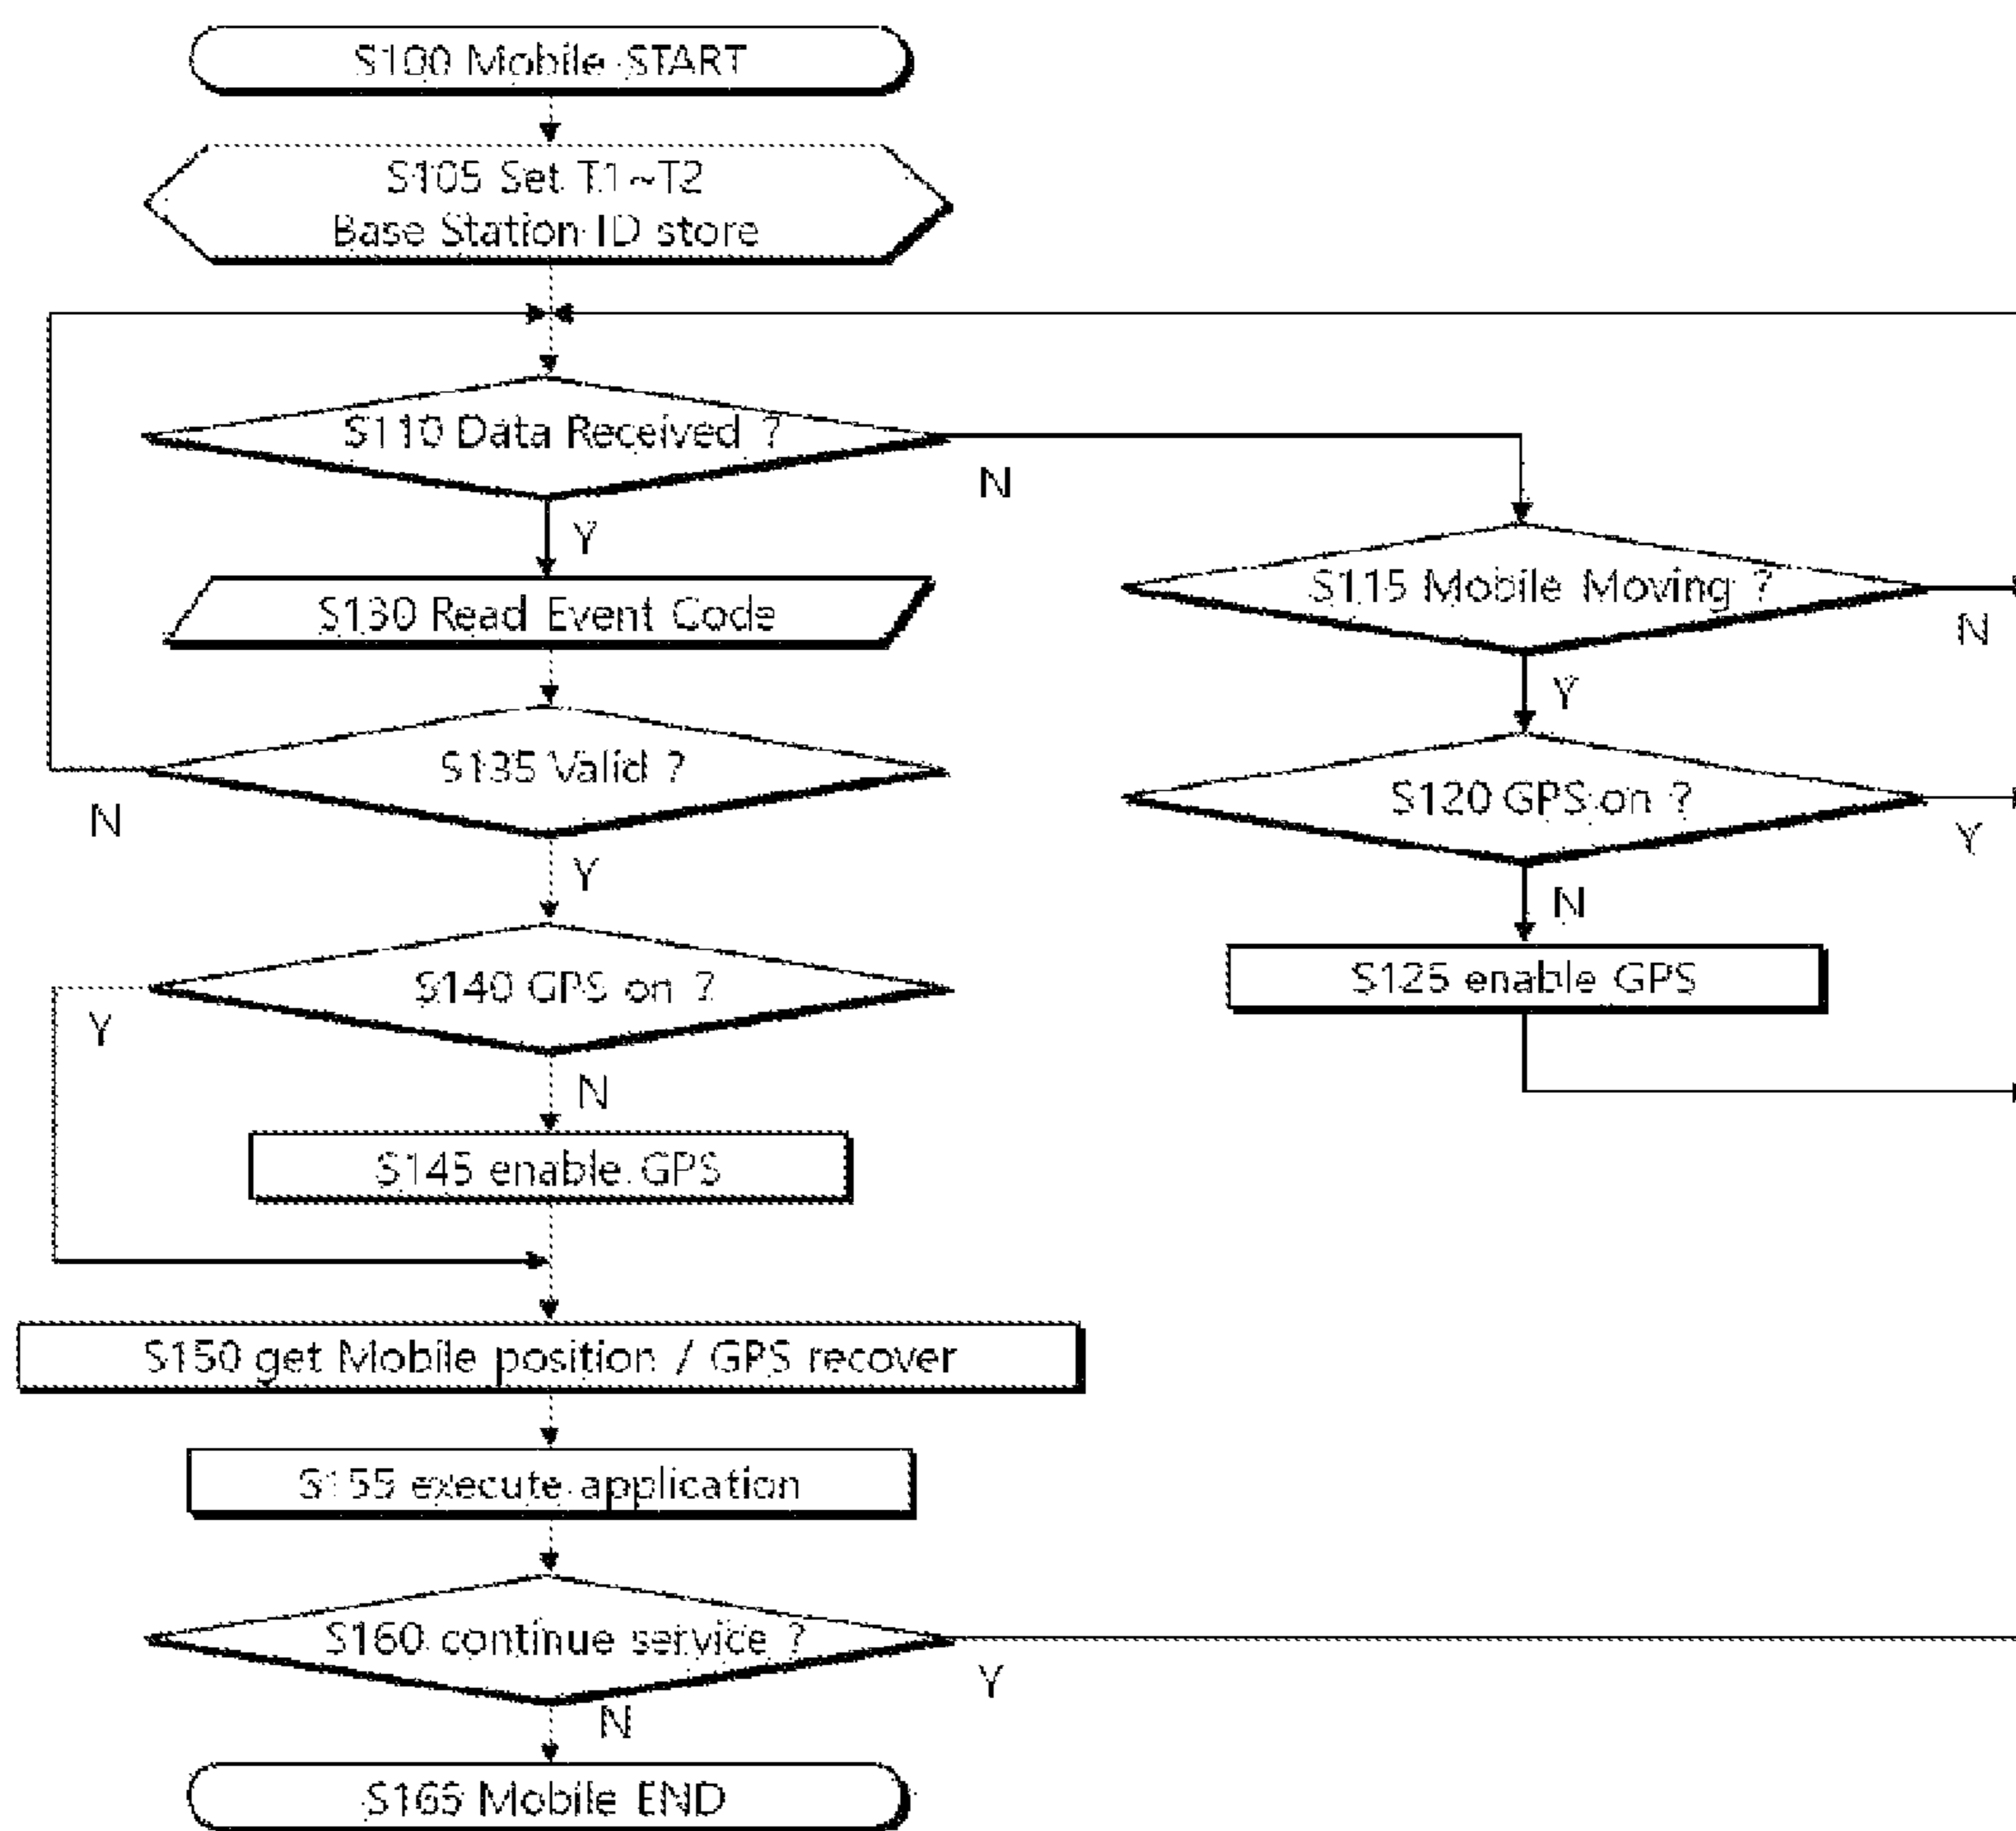 S100 Mobile START
S105 Set T1~T2
Base Station ID store
S110 Data Received ?
N
Y
S115 Mobile Moving ?
N
S130 Read Event Code
Y
S135 Valid ?
N
S120 GPS on ?
Y
Y
N
S140 GPS on ?
Y
S125 enable GPS
N
S145 enable GPS
S150 get Mobile position / GPS recover
S155 execute application
S160 continue service ?
Y
N
S165 Mobile END